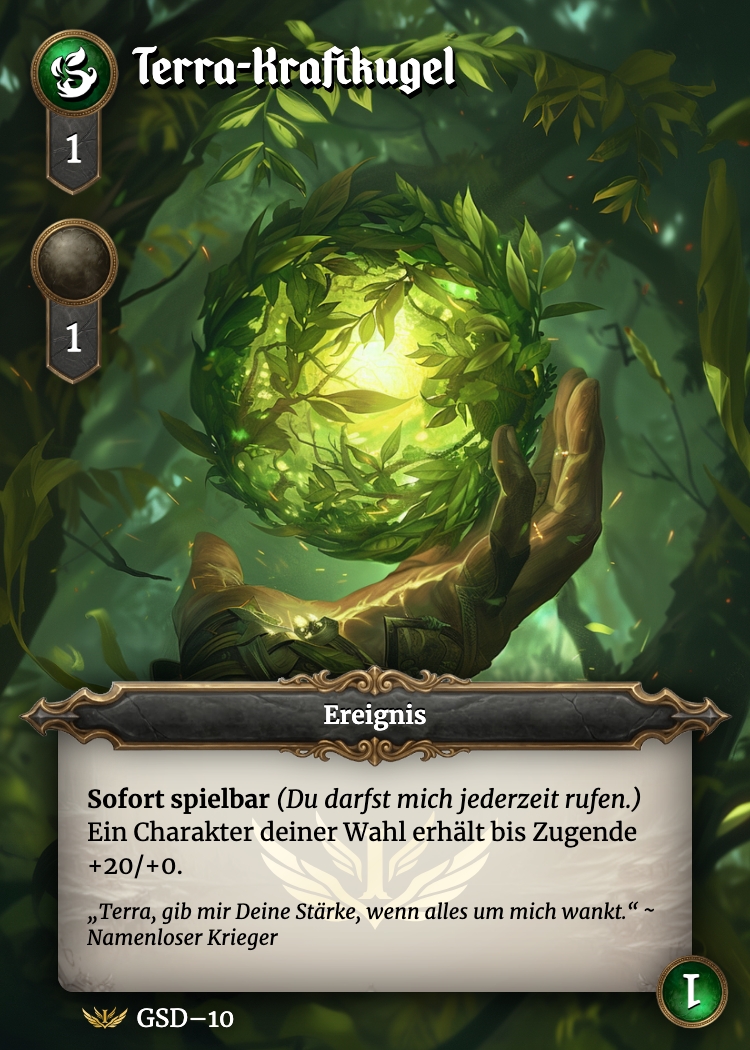 Terra-Kraftkugel
1
1
Ereignis
Sofort spielbar (Du darfst mich jederzeit rufen.)
Ein Charakter deiner Wahl erhält bis Zugende
+20/+0.
„Terra, gib mir Deine Stärke, wenn alles um mich wankt.“ ~
Namenloser Krieger
1
GSD–10